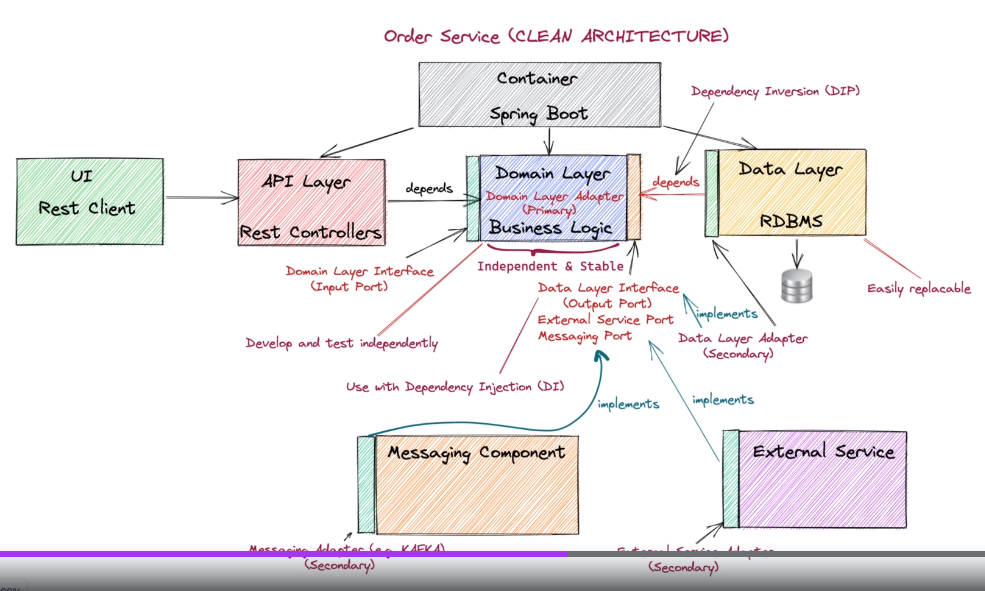 Order Service (CLEAN ARCHITECTURE)
Container
Spring Boot
Dependency Inversion (DIP)
UI
Rest Client
API Layer
Rest Controllers
depends
Domain Layer
Domain Layer Adapter
(Primary)
Business Logic
depends
Data Layer
RDBMS
Independent & Stable
Domain Layer Interface
(Input Port)
Data Layer Interface
(Output Port)
External Service Port
Messaging Port
Easily replacable
implements
Develop and test independently
Data Layer Adapter
(Secondary)
Use with Dependency Injection (DI)
implements
implements
Messaging Component
External Service
Messaging Adapter (e.g. KAFKA)
(Secondary)
External Service Adapter
(Secondary)